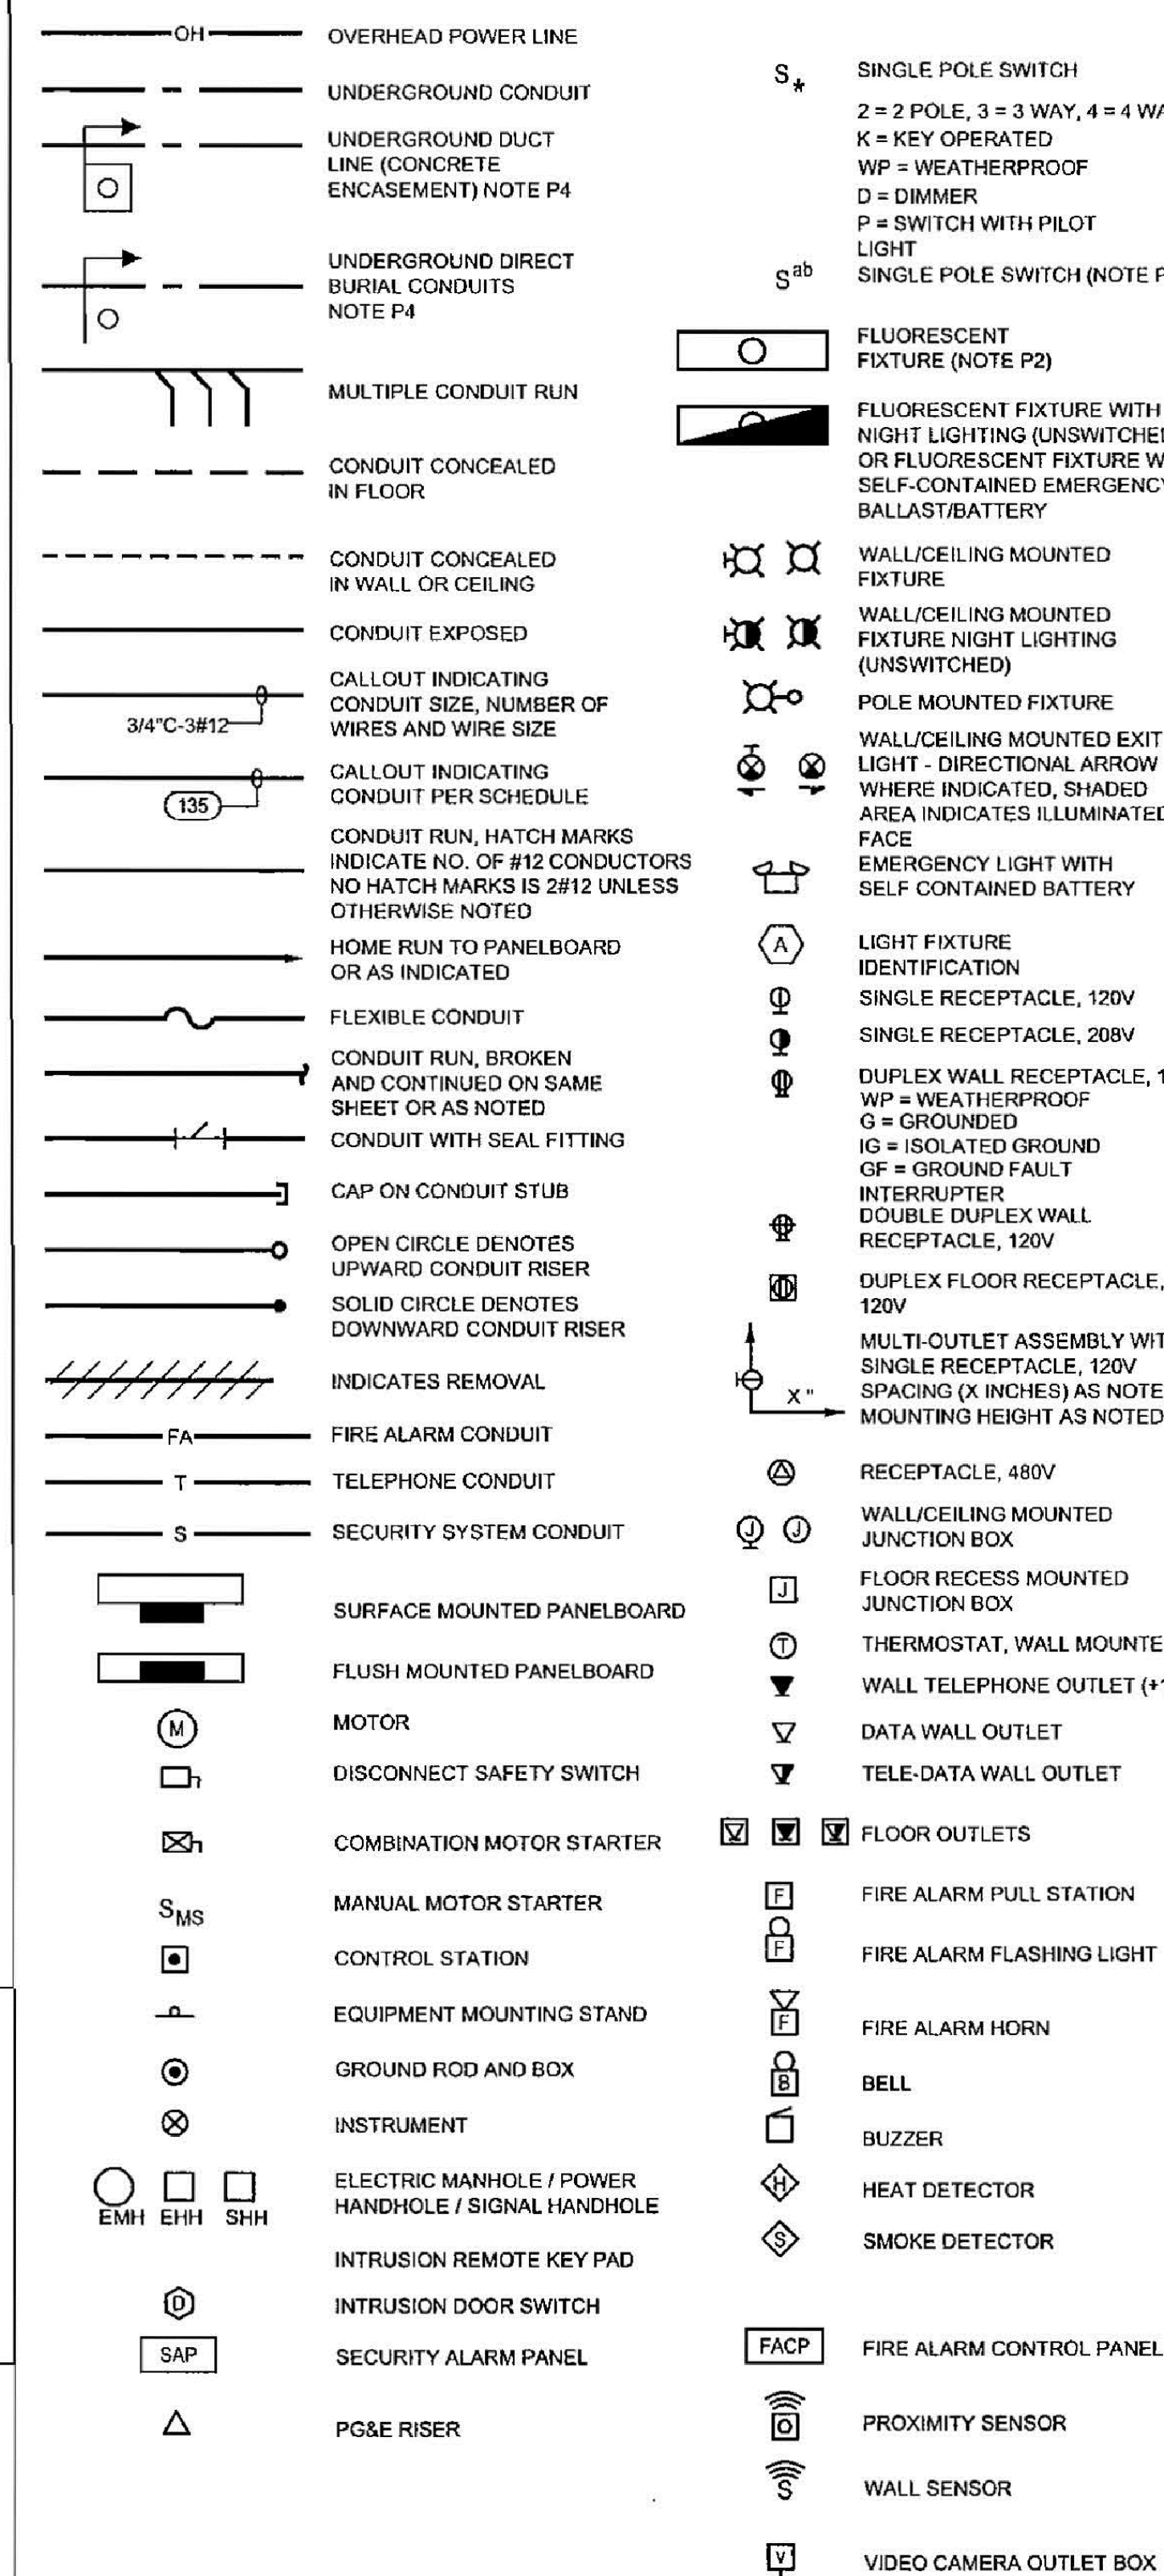 OH OVERHEAD POWER LINE
UNDERGROUND CONDUIT
UNDERGROUND DUCT
LINE (CONCRETE
ENCASEMENT) NOTE P4
UNDERGROUND DIRECT
BURIAL CONDUITS
NOTE P4
MULTIPLE CONDUIT RUN
CONDUIT CONCEALED
IN FLOOR
CONDUIT CONCEALED
IN WALL OR CEILING
CONDUIT EXPOSED
CALLOUT INDICATING
CONDUIT SIZE, NUMBER OF
WIRES AND WIRE SIZE
3/4"C-3#12
CALLOUT INDICATING
CONDUIT PER SCHEDULE
135
CONDUIT RUN, HATCH MARKS
INDICATE NO. OF #12 CONDUCTORS
NO HATCH MARKS IS 2#12 UNLESS
OTHERWISE NOTED
HOME RUN TO PANELBOARD
OR AS INDICATED
FLEXIBLE CONDUIT
CONDUIT RUN, BROKEN
AND CONTINUED ON SAME
SHEET OR AS NOTED
CONDUIT WITH SEAL FITTING
CAP ON CONDUIT STUB
OPEN CIRCLE DENOTES
UPWARD CONDUIT RISER
SOLID CIRCLE DENOTES
DOWNWARD CONDUIT RISER
INDICATES REMOVAL
FA FIRE ALARM CONDUIT
T TELEPHONE CONDUIT
S SECURITY SYSTEM CONDUIT
SURFACE MOUNTED PANELBOARD
FLUSH MOUNTED PANELBOARD
M MOTOR
DISCONNECT SAFETY SWITCH
COMBINATION MOTOR STARTER
SMS MANUAL MOTOR STARTER
CONTROL STATION
EQUIPMENT MOUNTING STAND
GROUND ROD AND BOX
INSTRUMENT
ELECTRIC MANHOLE / POWER
HANDHOLE / SIGNAL HANDHOLE
EMH EHH SHH
INTRUSION REMOTE KEY PAD
D INTRUSION DOOR SWITCH
SAP SECURITY ALARM PANEL
PG&E RISER
S* SINGLE POLE SWITCH
2 = 2 POLE, 3 = 3 WAY, 4 = 4
K = KEY OPERATED
WP = WEATHERPROOF
D = DIMMER
P = SWITCH WITH PILOT
LIGHT
Sab SINGLE POLE SWITCH (NOTE
FLUORESCENT
FIXTURE (NOTE P2)
FLUORESCENT FIXTURE WITH
NIGHT LIGHTING (UNSWITCHED
OR FLUORESCENT FIXTURE
SELF-CONTAINED EMERGENCY
BALLAST/BATTERY
WALL/CEILING MOUNTED
FIXTURE
WALL/CEILING MOUNTED
FIXTURE NIGHT LIGHTING
(UNSWITCHED)
POLE MOUNTED FIXTURE
WALL/CEILING MOUNTED EXIT
LIGHT - DIRECTIONAL ARROW
WHERE INDICATED, SHADED
AREA INDICATES ILLUMINATED
FACE
EMERGENCY LIGHT WITH
SELF CONTAINED BATTERY
A LIGHT FIXTURE
IDENTIFICATION
SINGLE RECEPTACLE, 120V
SINGLE RECEPTACLE, 208V
DUPLEX WALL RECEPTACLE,
WP = WEATHERPROOF
G = GROUNDED
IG = ISOLATED GROUND
GF = GROUND FAULT
INTERRUPTER
DOUBLE DUPLEX WALL
RECEPTACLE, 120V
DUPLEX FLOOR RECEPTACLE,
120V
MULTI-OUTLET ASSEMBLY
SINGLE RECEPTACLE, 120V
SPACING (X INCHES) AS
MOUNTING HEIGHT AS NOTED
X "
RECEPTACLE, 480V
J J WALL/CEILING MOUNTED
JUNCTION BOX
J FLOOR RECESS MOUNTED
JUNCTION BOX
T THERMOSTAT, WALL
WALL TELEPHONE OUTLET
DATA WALL OUTLET
TELE-DATA WALL OUTLET
FLOOR OUTLETS
F FIRE ALARM PULL STATION
F FIRE ALARM FLASHING LIGHT
F FIRE ALARM HORN
B BELL
BUZZER
H HEAT DETECTOR
S SMOKE DETECTOR
FACP FIRE ALARM CONTROL PANEL
O PROXIMITY SENSOR
S WALL SENSOR
V VIDEO CAMERA OUTLET BOX